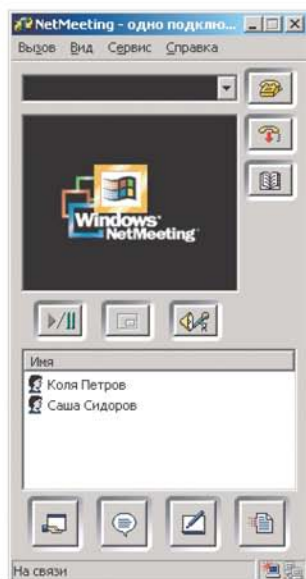 NetMeeting - одно подклю...
Вызов Вид Сервис Справка
Windows
NetMeeting
Имя
Коля Петров
Саша Сидоров
На связи